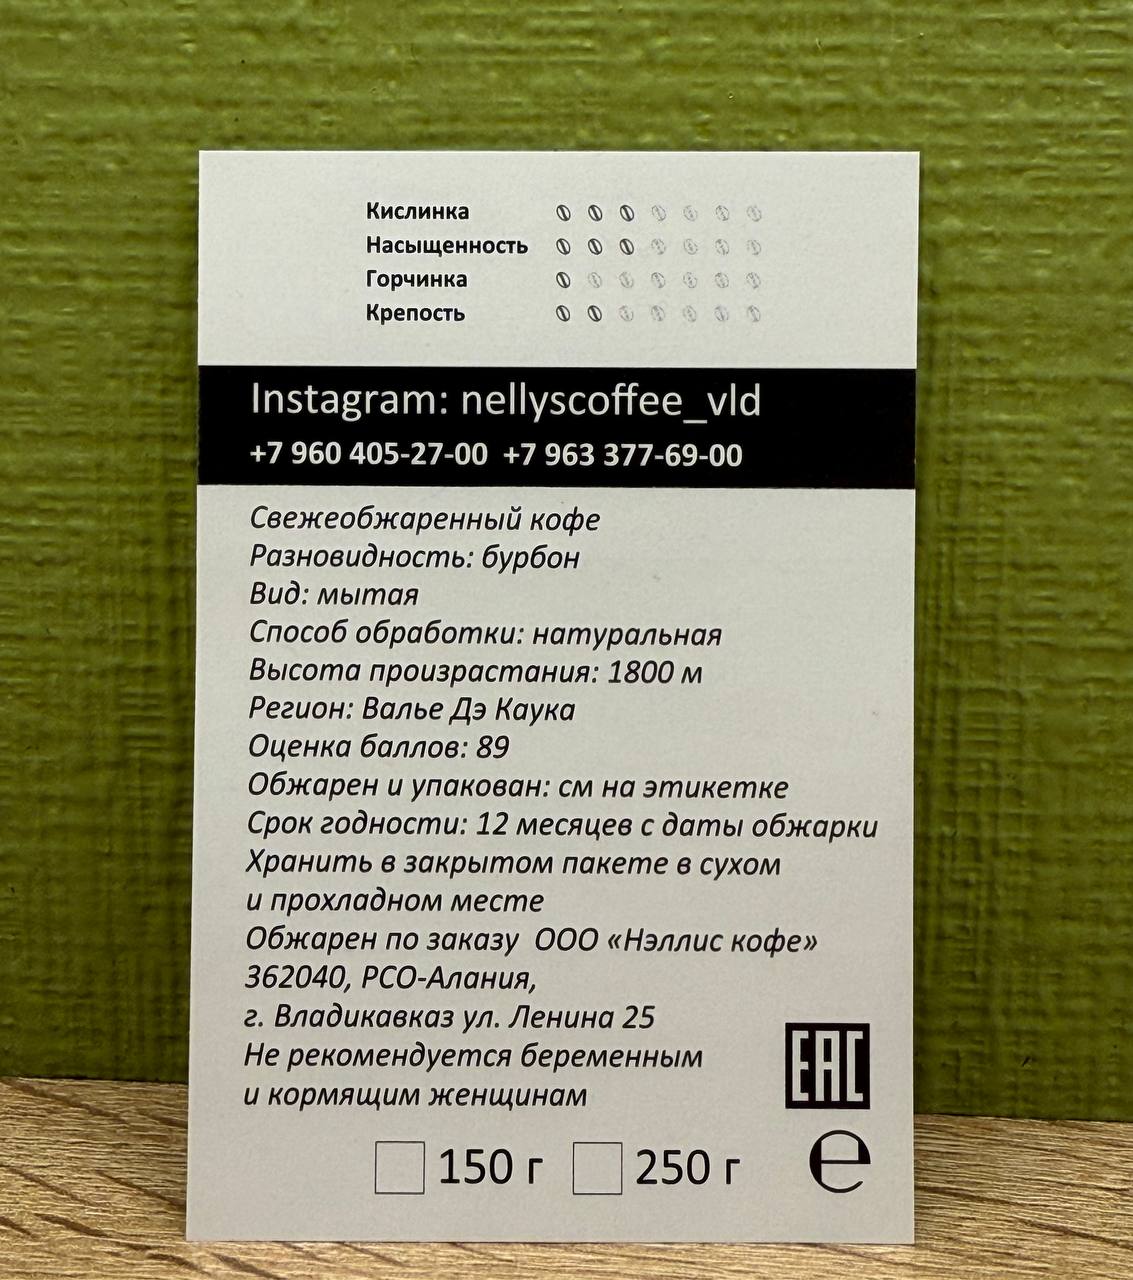 Кислинка
Насыщенность
Горчинка
Крепость
Instagram: nellyscoffee_vld
+7 960 405-27-00 +7 963 377-69-00
Свежеобжаренный кофе
Разновидность: бурбон
Вид: мытая
Способ обработки: натуральная
Высота произрастания: 1800 м
Регион: Валье Дэ Каука
Оценка баллов: 89
Обжарен и упакован: см на этикетке
Срок годности: 12 месяцев с даты обжарки
Хранить в закрытом пакете в сухом
и прохладном месте
Обжарен по заказу ООО «Нэллис кофе»
362040, РСО-Алания,
г. Владикавказ ул. Ленина 25
Не рекомендуется беременным
и кормящим женщинам
EAC
150 г 250 г ℮